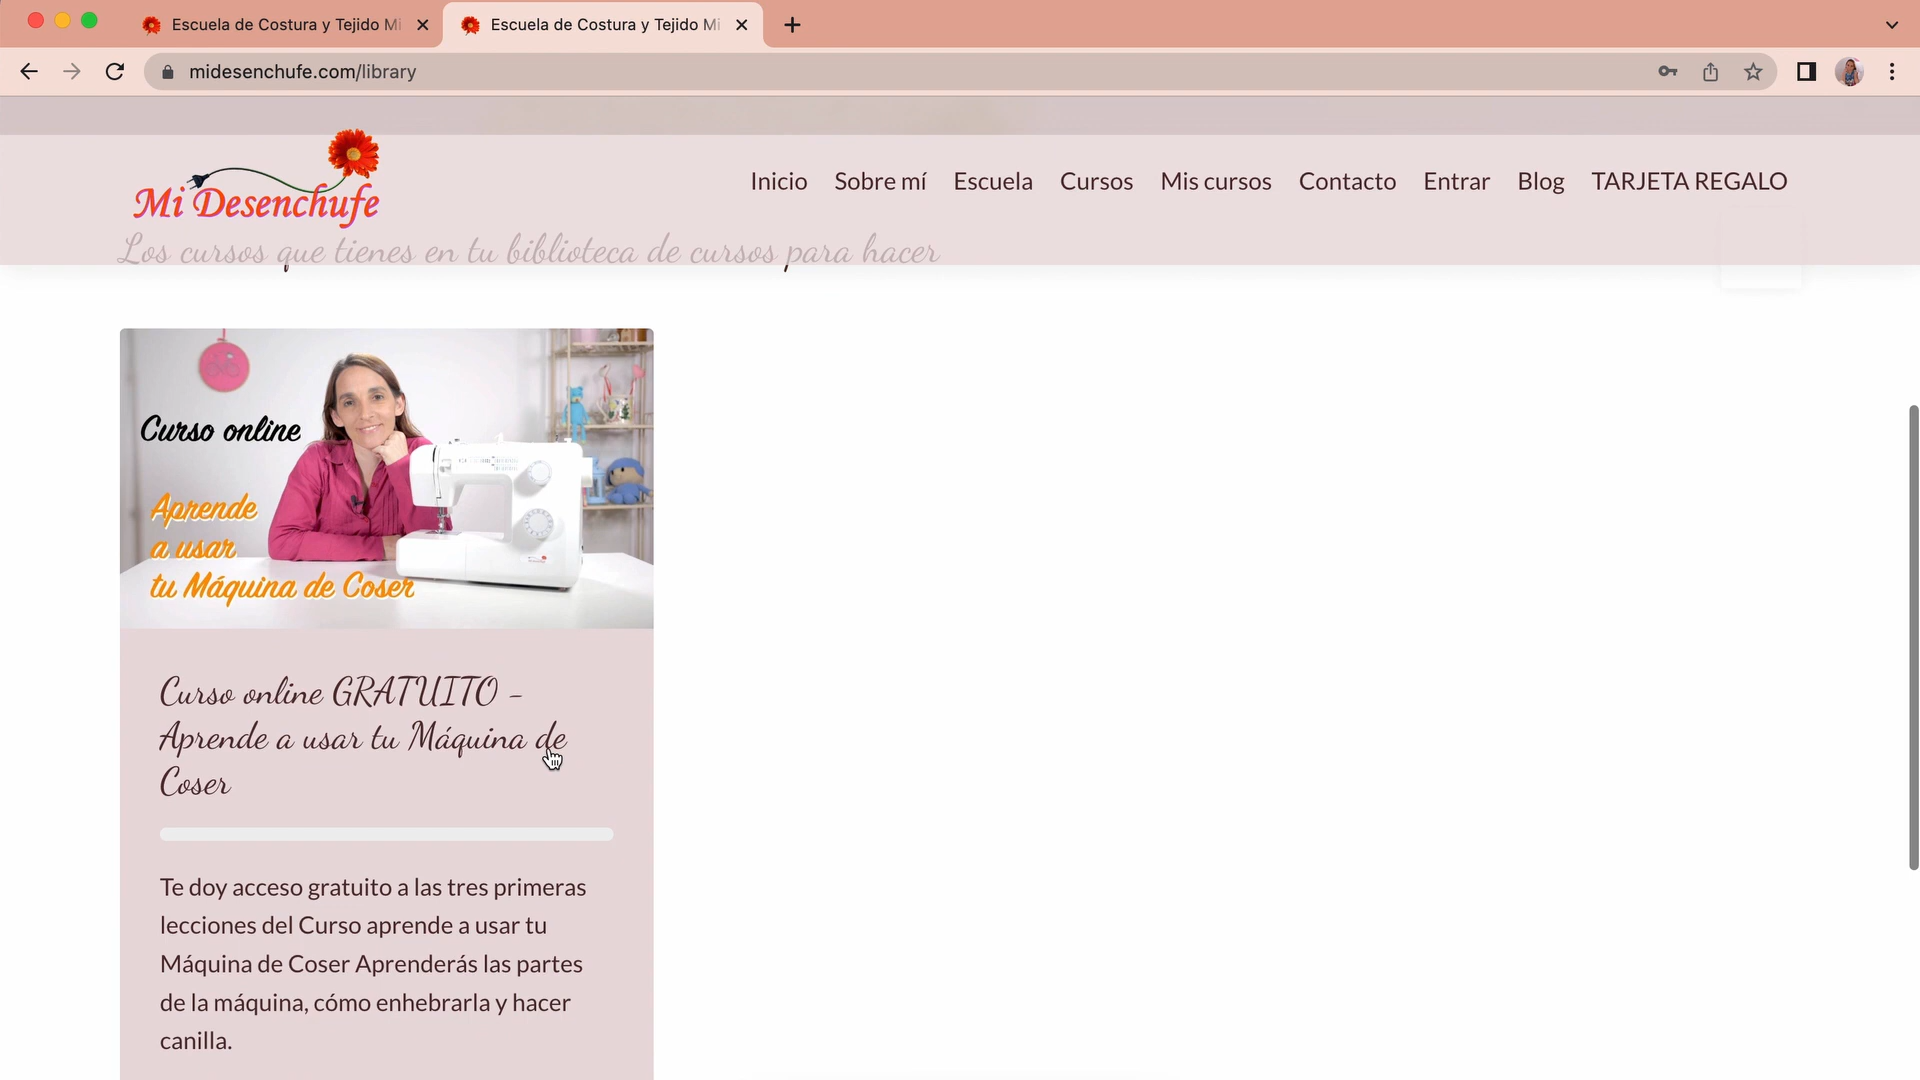 Escuela de Costura y Tejido Mi
Escuela de Costura y Tejido Mi
midesenchufe.com/library
Mi Desenchufe
Inicio
Sobre mí
Escuela
Cursos
Mis cursos
Contacto
Entrar
Blog
TARJETA REGALO
Los cursos que tienes en tu biblioteca de cursos para hacer
Curso online
Aprende
a usar
tu Máquina de Coser
Curso online GRATUITO -
Aprende a usar tu Máquina de
Coser
Te doy acceso gratuito a las tres primeras
lecciones del Curso aprende a usar tu
Máquina de Coser Aprenderás las partes
de la máquina, cómo enhebrarla y hacer
canilla.